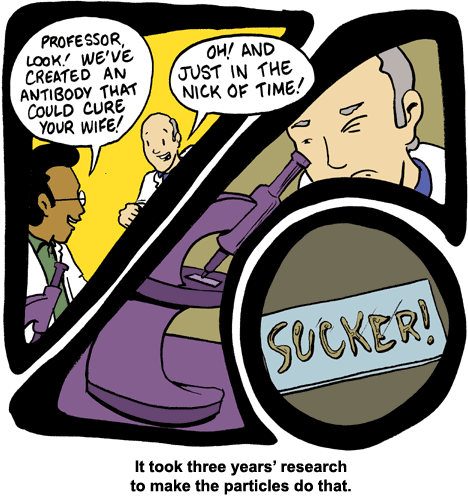 PROFESSOR,
LOOK! WE'VE
CREATED AN
ANTIBODY THAT
COULD CURE
YOUR WIFE!
OH! AND
JUST IN THE
NICK OF TIME!
SUCKER!
It took three years’ research
to make the particles do that.